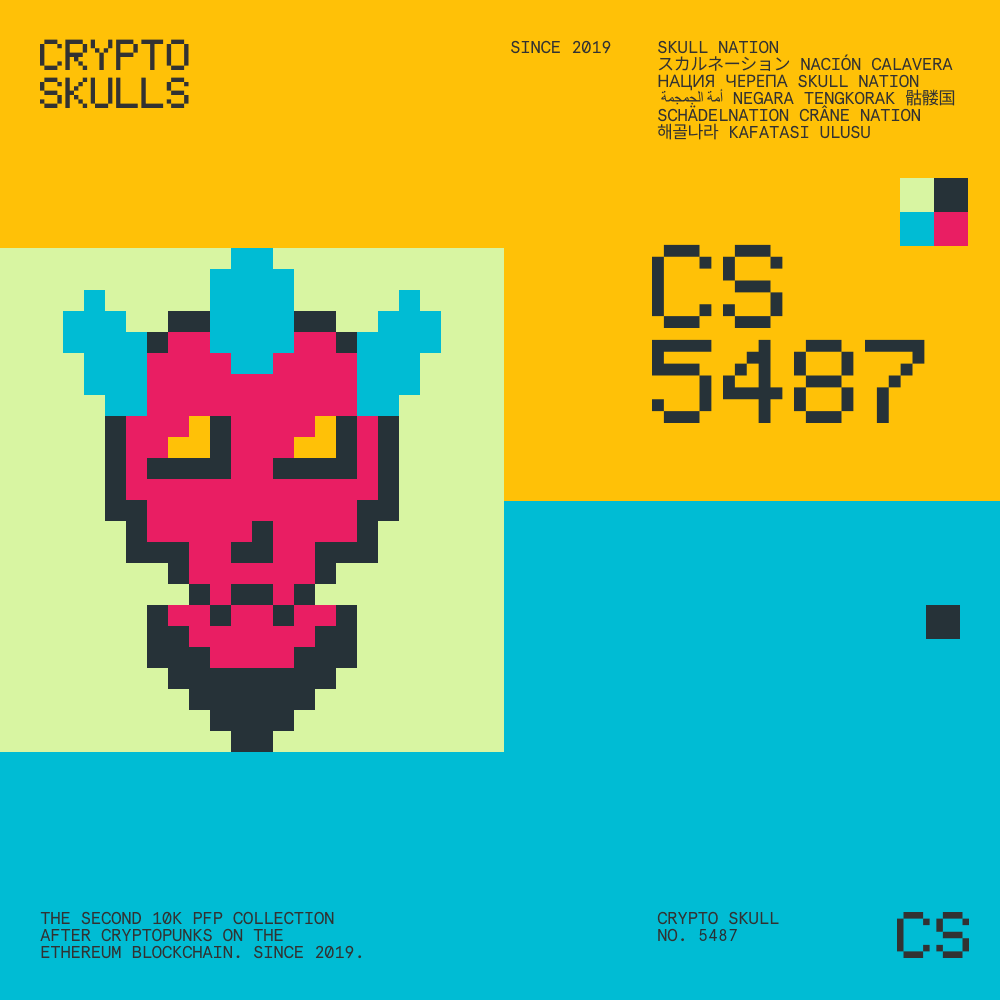 CRYPTO
SKULLS
SINCE 2019
SKULL NATION
スカルネーション NACIÓN CALAVERA
НАЦИЯ ЧЕРЕПА SKULL NATION
أمة الجمجمة NEGARA TENGKORAK 骷髅国
SCHÄDELNATION CRÂNE NATION
해골나라 KAFATASI ULUSU
CS
5487
THE SECOND 10K PFP COLLECTION
AFTER CRYPTOPUNKS ON THE
ETHEREUM BLOCKCHAIN. SINCE 2019.
CRYPTO SKULL
NO. 5487
CS